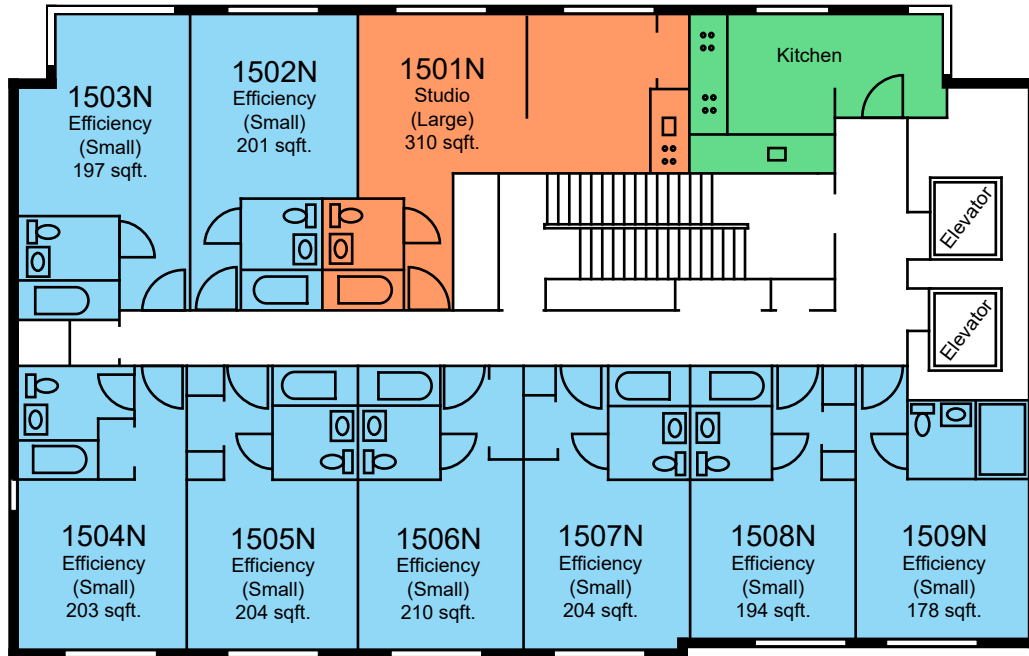 1503N
Efficiency
(Small)
197 sqft.
1502N
Efficiency
(Small)
201 sqft.
1501N
Studio
(Large)
310 sqft.
Kitchen
Elevator
Elevator
1504N
Efficiency
(Small)
203 sqft.
1505N
Efficiency
(Small)
204 sqft.
1506N
Efficiency
(Small)
210 sqft.
1507N
Efficiency
(Small)
204 sqft.
1508N
Efficiency
(Small)
194 sqft.
1509N
Efficiency
(Small)
178 sqft.